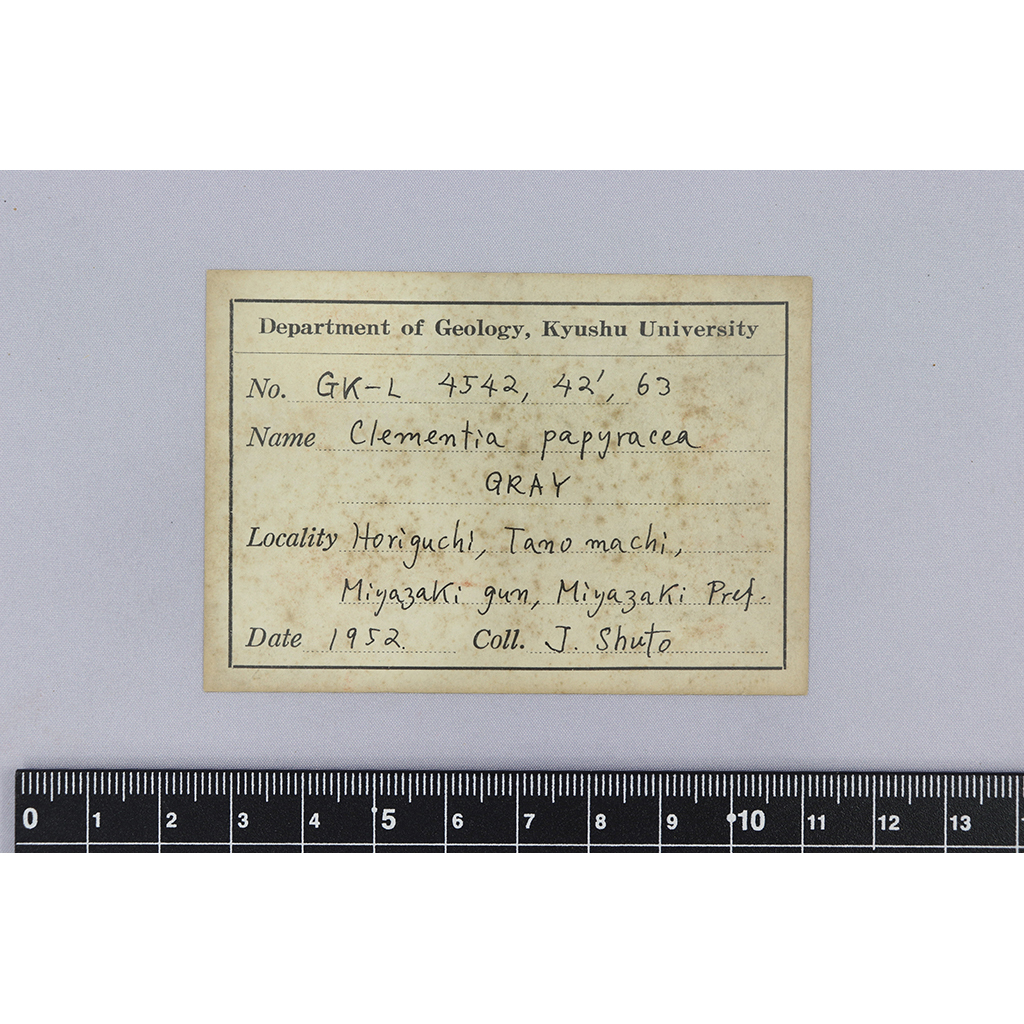 Department of Geology, Kyushu University
No. GK-L 4542, 42', 63
Name Clementia papyracea
GRAY
Locality Horiguchi, Tano machi,
Miyazaki gun, Miyazaki Pref.
Date 1952. Coll. J. Shuto
0 1 2 3 4 5 6 7 8 9 10 11 12 13